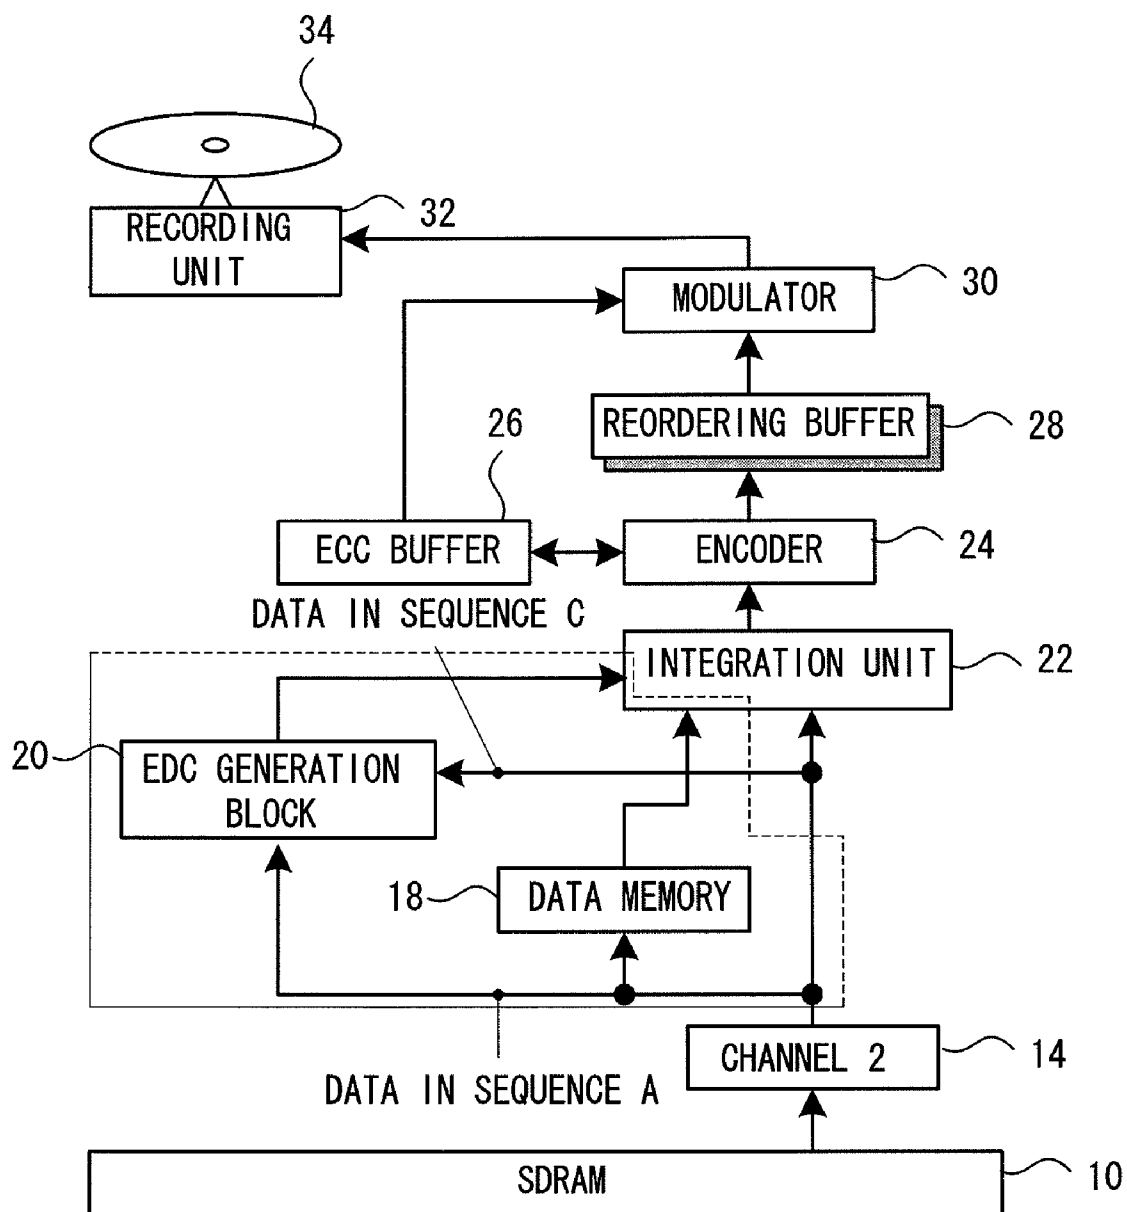 34
RECORDING
UNIT
32
MODULATOR
30
REORDERING BUFFER
28
26
ECC BUFFER
ENCODER
24
DATA IN SEQUENCE C
INTEGRATION UNIT
22
20
EDC GENERATION
BLOCK
18
DATA MEMORY
CHANNEL 2
14
DATA IN SEQUENCE A
SDRAM
10